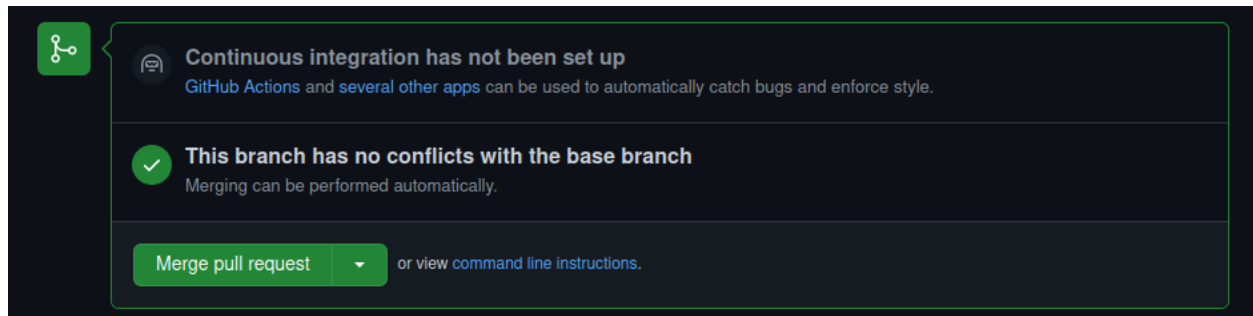 Continuous integration has not been set up
GitHub Actions and several other apps can be used to automatically catch bugs and enforce style.
This branch has no conflicts with the base branch
Merging can be performed automatically.
Merge pull request or view command line instructions.